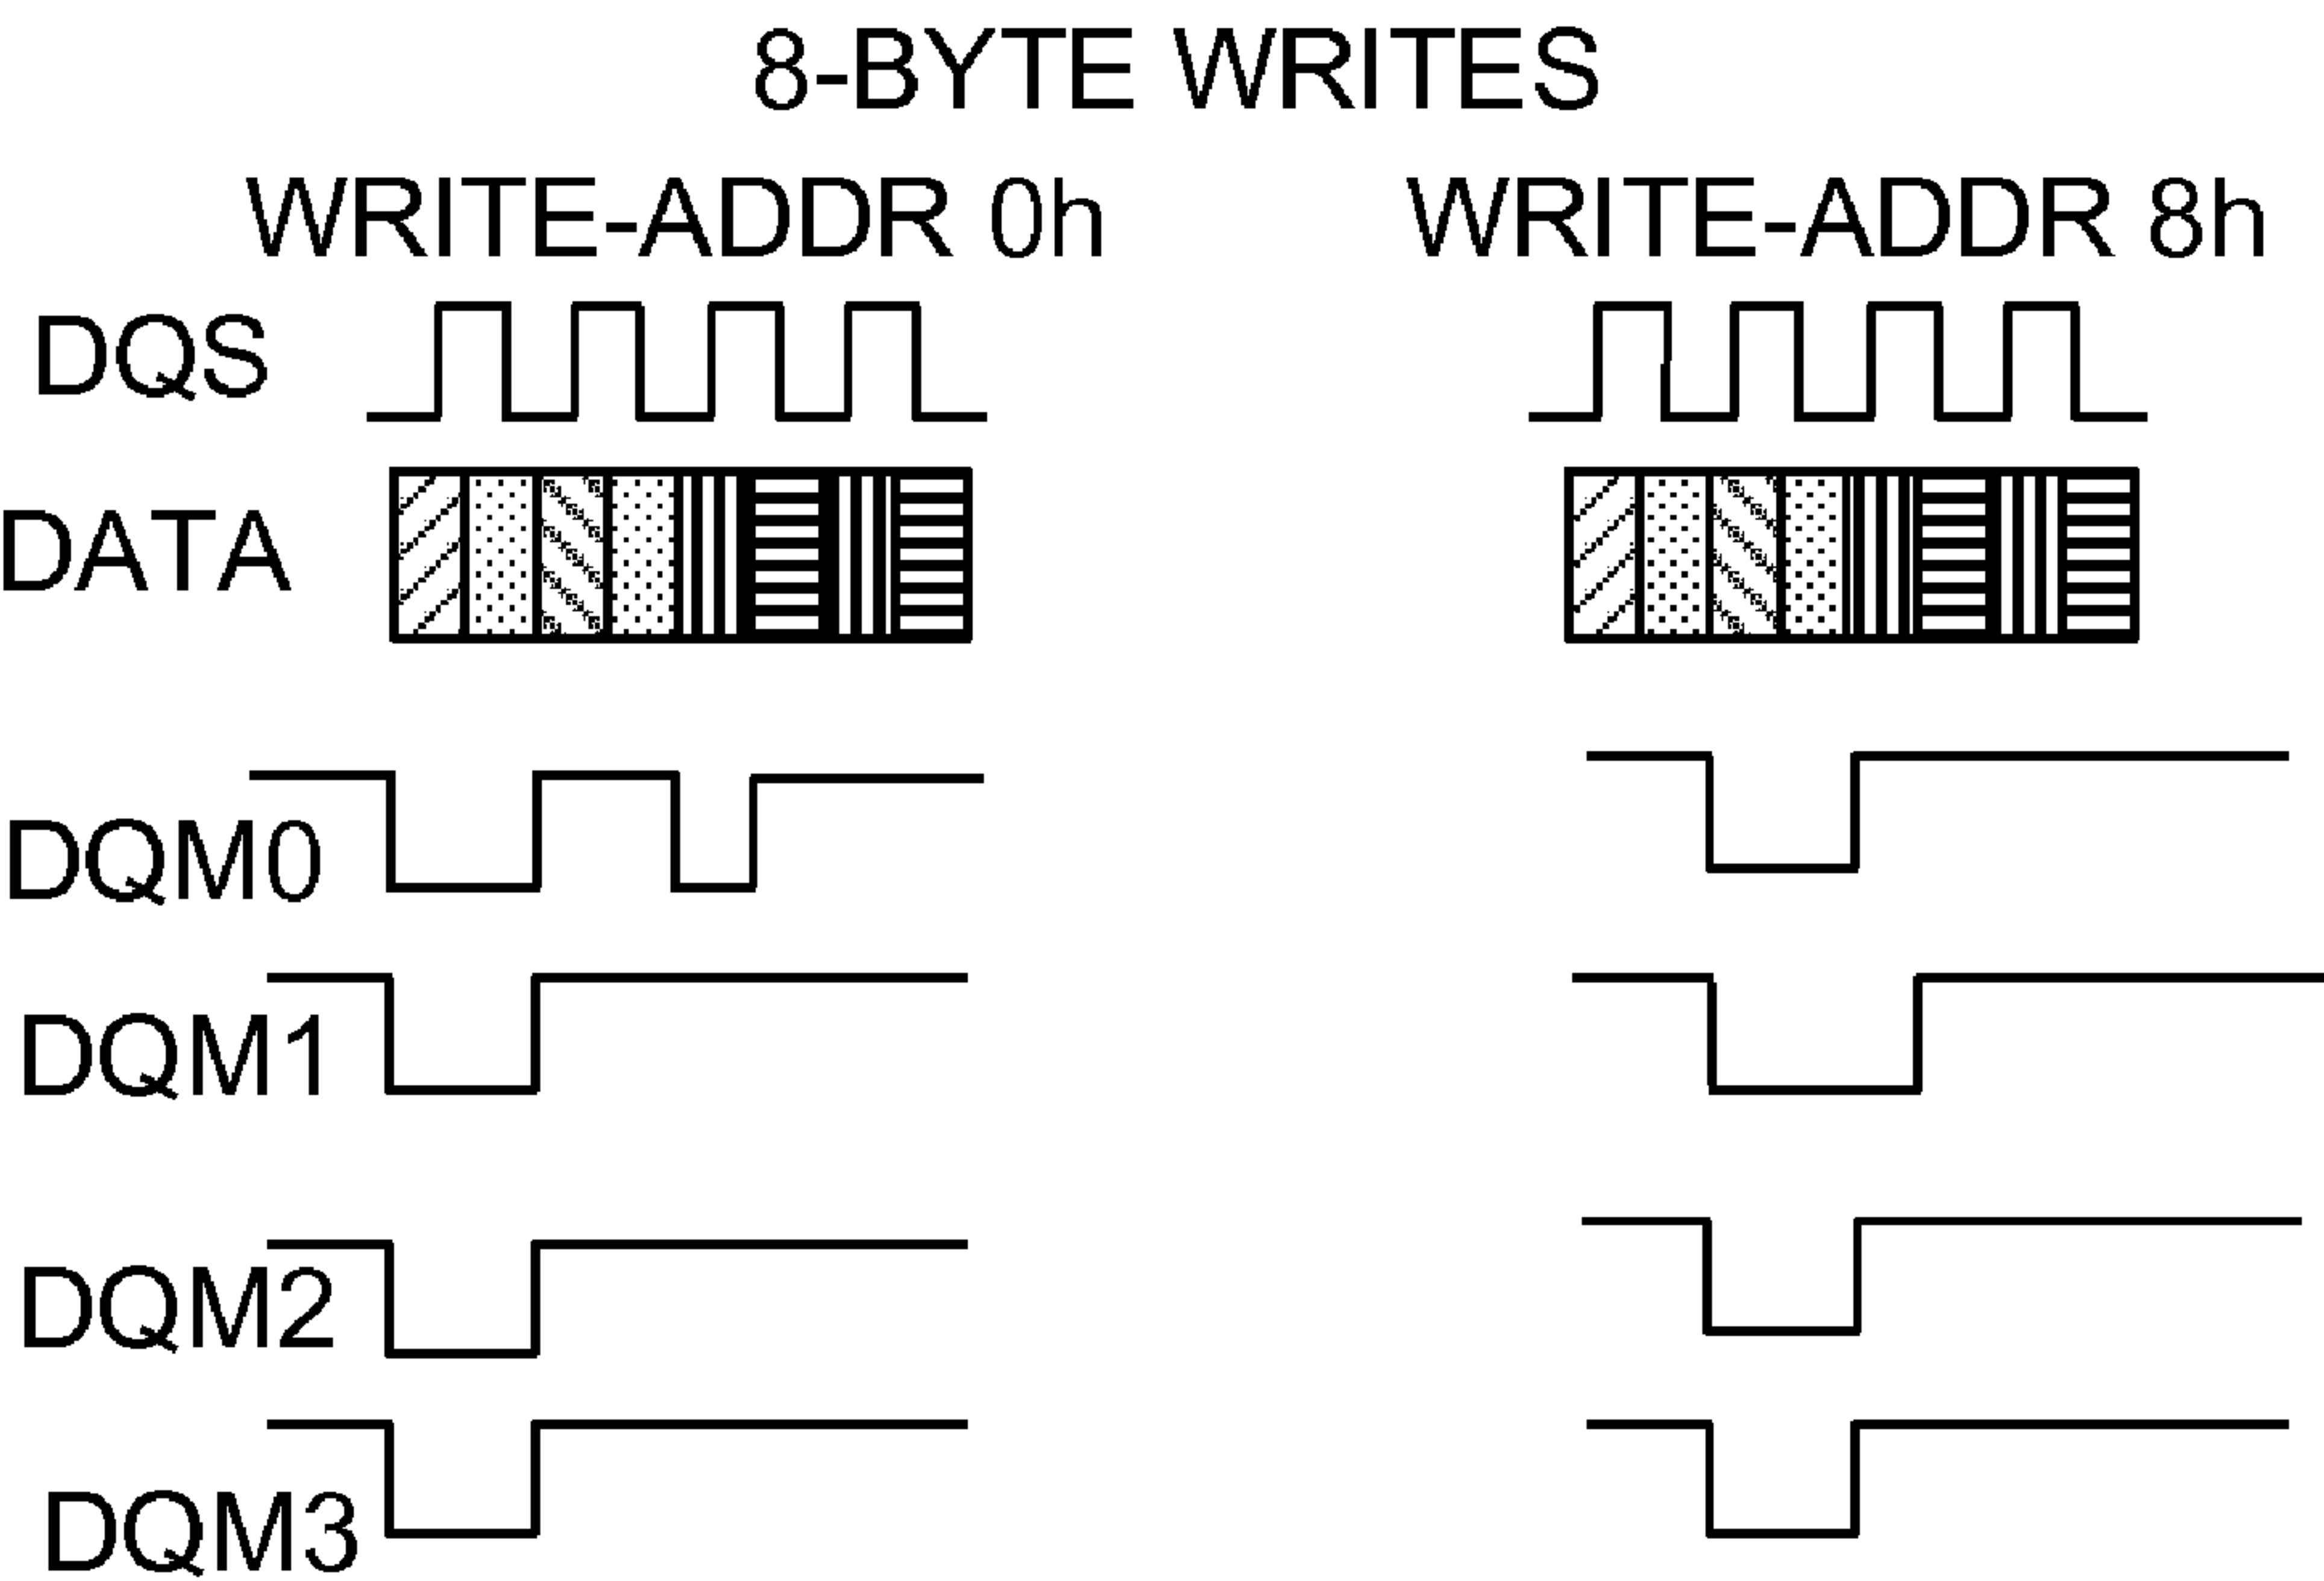 8-BYTE WRITES
WRITE-ADDR 0h WRITE-ADDR 8h
DQS
DATA
DQM0
DQM1
DQM2
DQM3